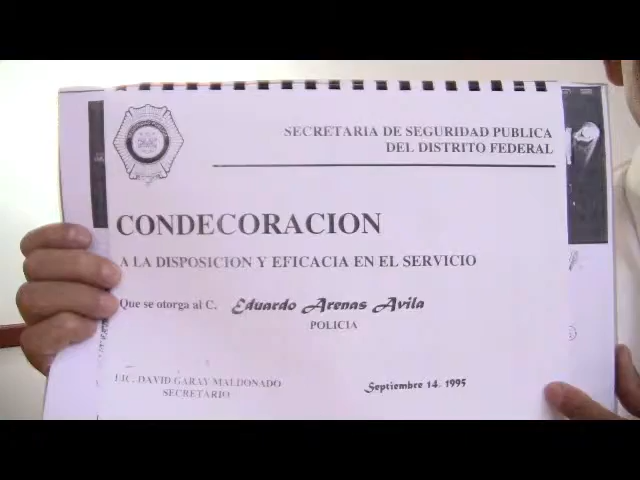 SECRETARIA DE SEGURIDAD PUBLICA
DEL DISTRITO FEDERAL
CONDECORACION
A LA DISPOSICION Y EFICACIA EN EL SERVICIO
Que se otorga al C. Eduardo Arenas Avila
POLICIA
LIC. DAVID GARAY MALDONADO
SECRETARIO
Septiembre 14, 1995